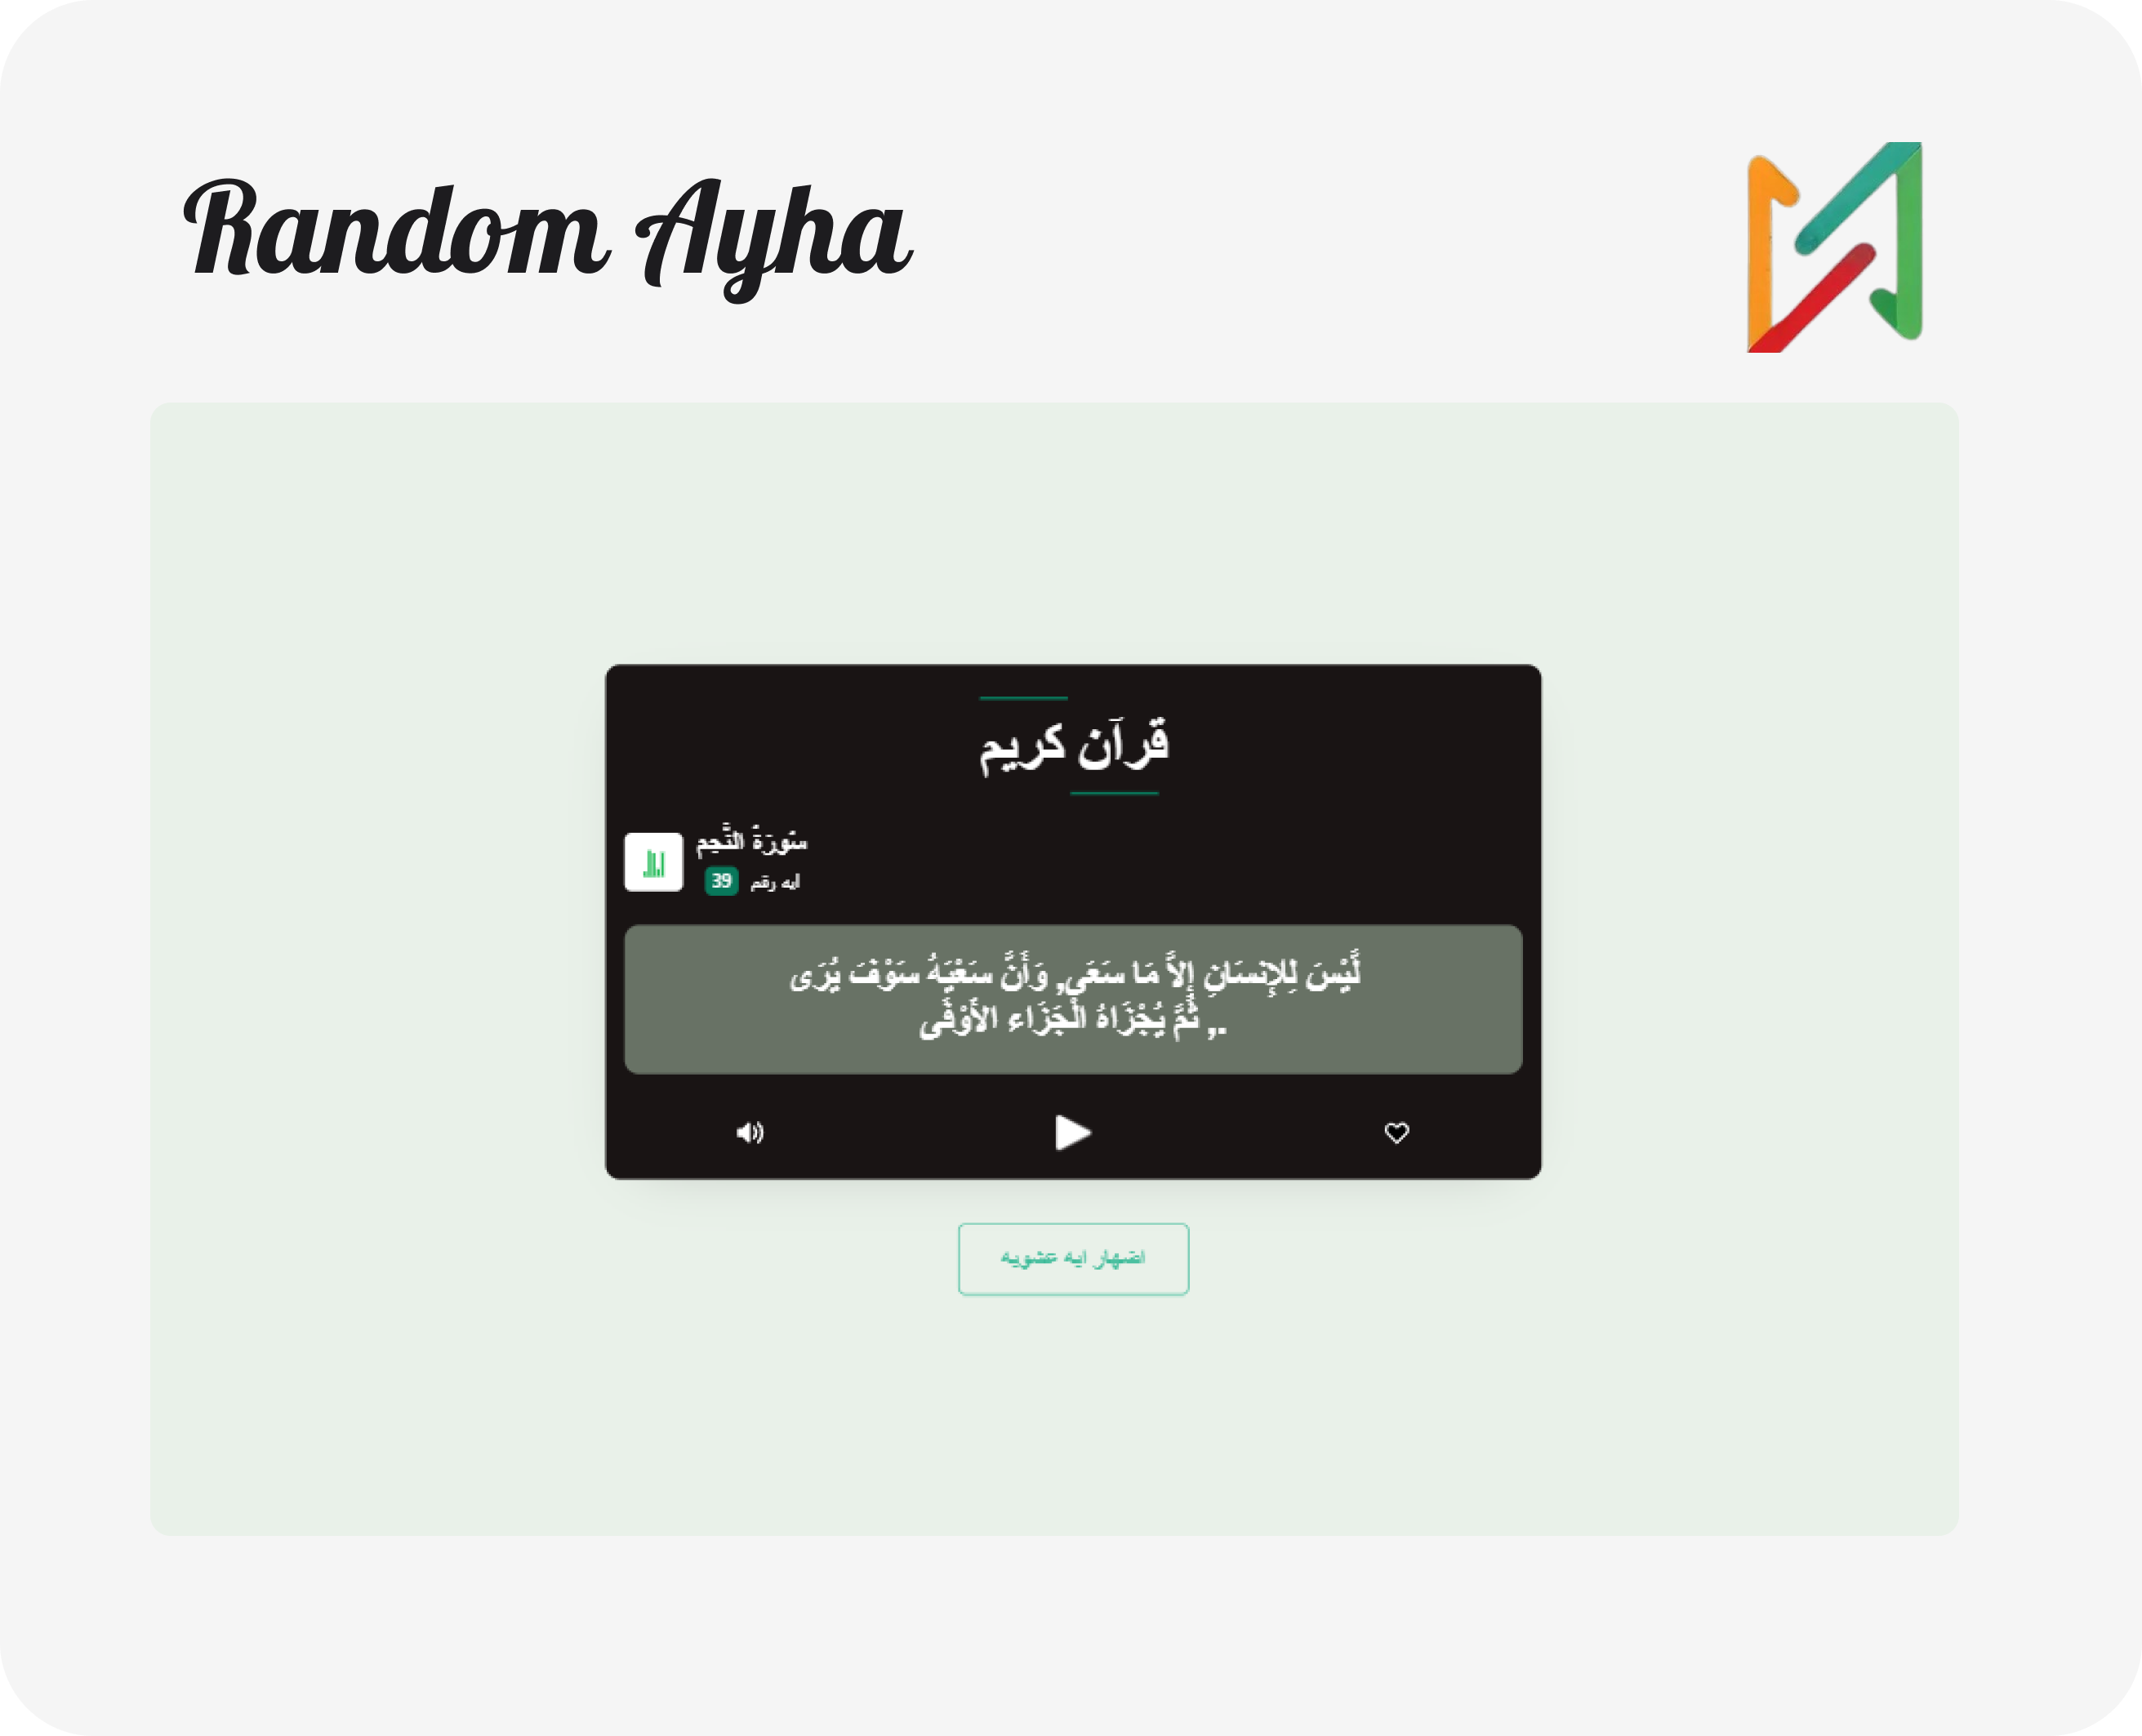 Random Ayha
قرآن كريم
سُورَةُ النَّجْمِ
ايه رقم 39
لَّيْسَ لِلإِنسَانِ إِلاَّ مَا سَعَى, وَأَنَّ سَعْيَهُ سَوْفَ يُرَى
., ثُمَّ يُجْزَاهُ الْجَزَاء الأَوْفَى
اضهار ايه عشويه